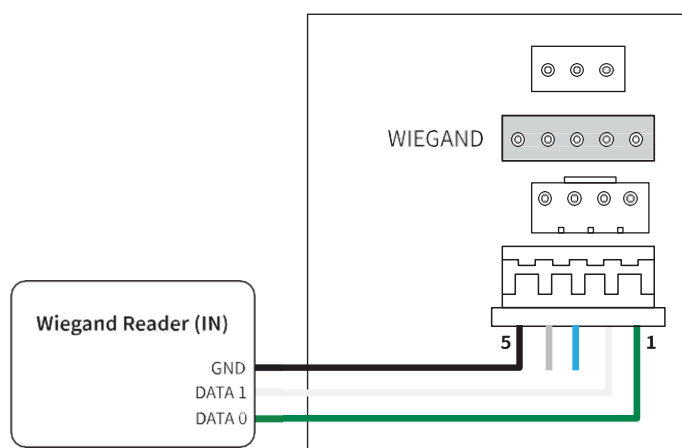 WIEGAND
Wiegand Reader (IN)
5
1
GND
DATA 1
DATA 0